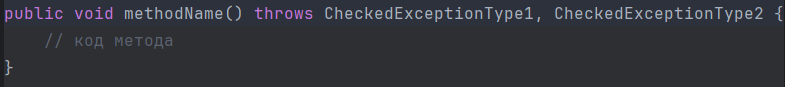 public void methodName() throws CheckedExceptionType1, CheckedExceptionType2 {
// код метода
}